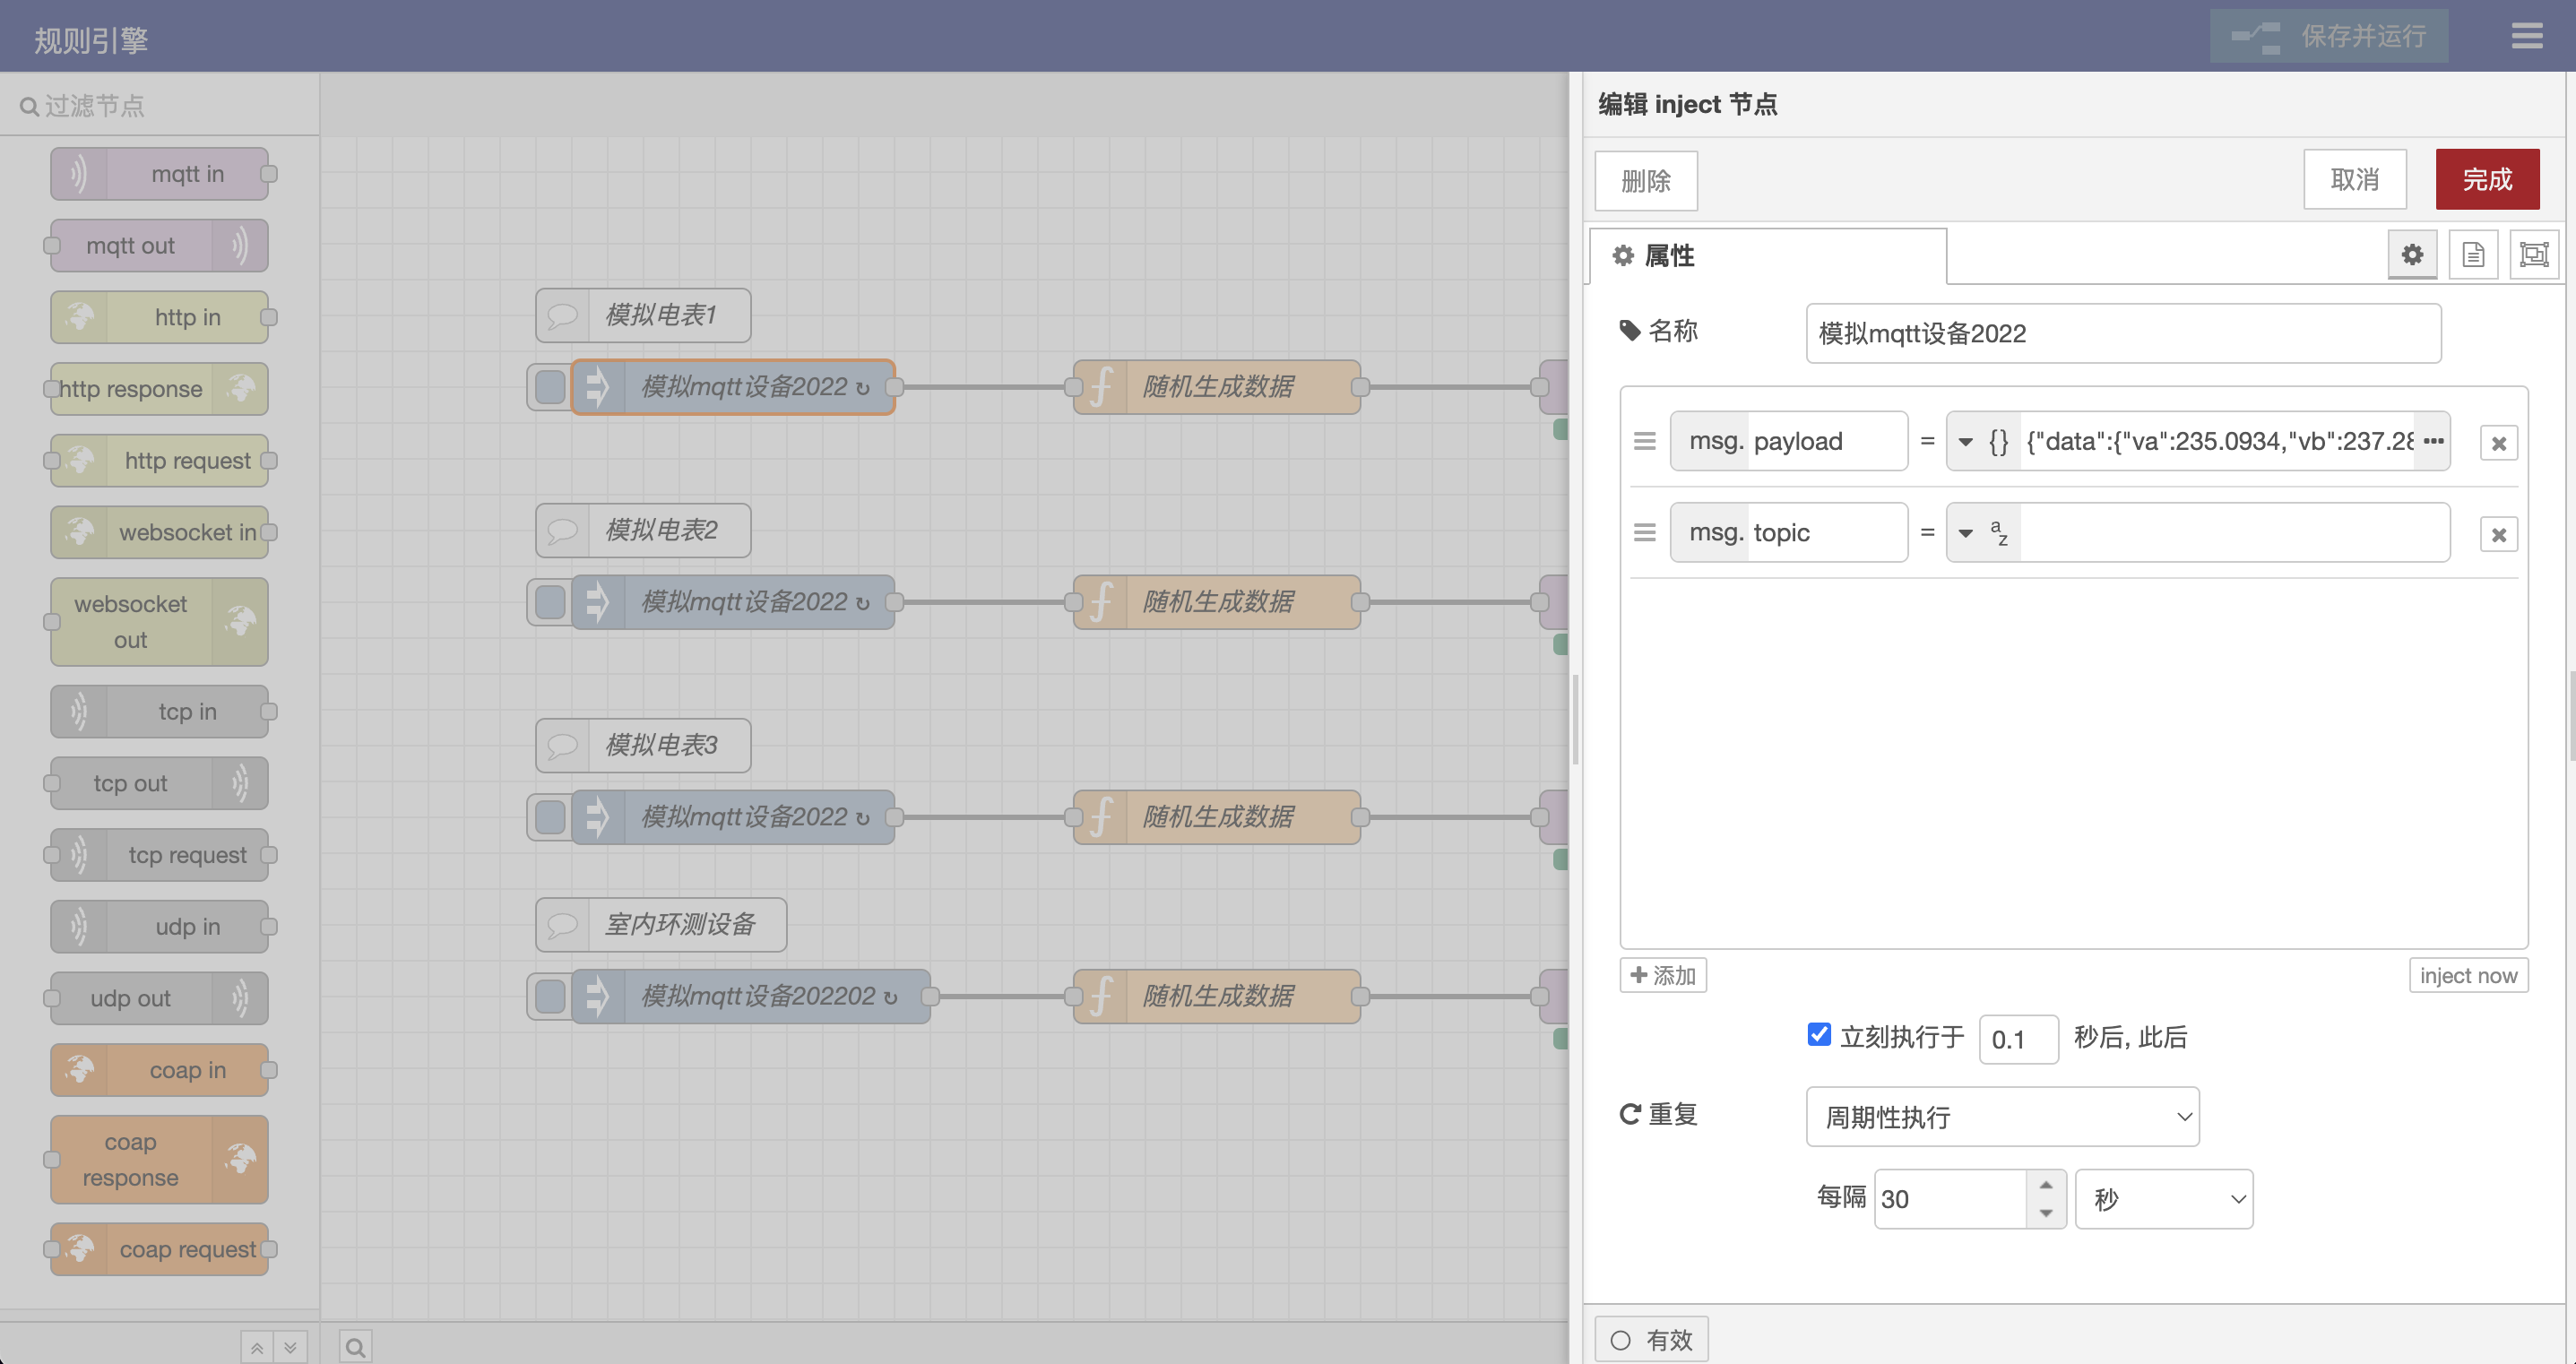 规则引擎
保存并运行
过滤节点
mqtt in
mqtt out
http in
http response
http request
websocket in
websocket
out
tcp in
tcp out
tcp request
udp in
udp out
coap in
coap
response
coap request
模拟电表1
模拟mqtt设备2022 ↻
随机生成数据
模拟电表2
模拟mqtt设备2022 ↻
随机生成数据
模拟电表3
模拟mqtt设备2022 ↻
随机生成数据
室内环测设备
模拟mqtt设备202202 ↻
随机生成数据
编辑 inject 节点
删除
取消
完成
属性
名称
模拟mqtt设备2022
msg. payload = {} {"data":{"va":235.0934,"vb":237.28
msg. topic = az
添加
inject now
立刻执行于 0.1 秒后, 此后
重复
周期性执行
每隔 30 秒
有效